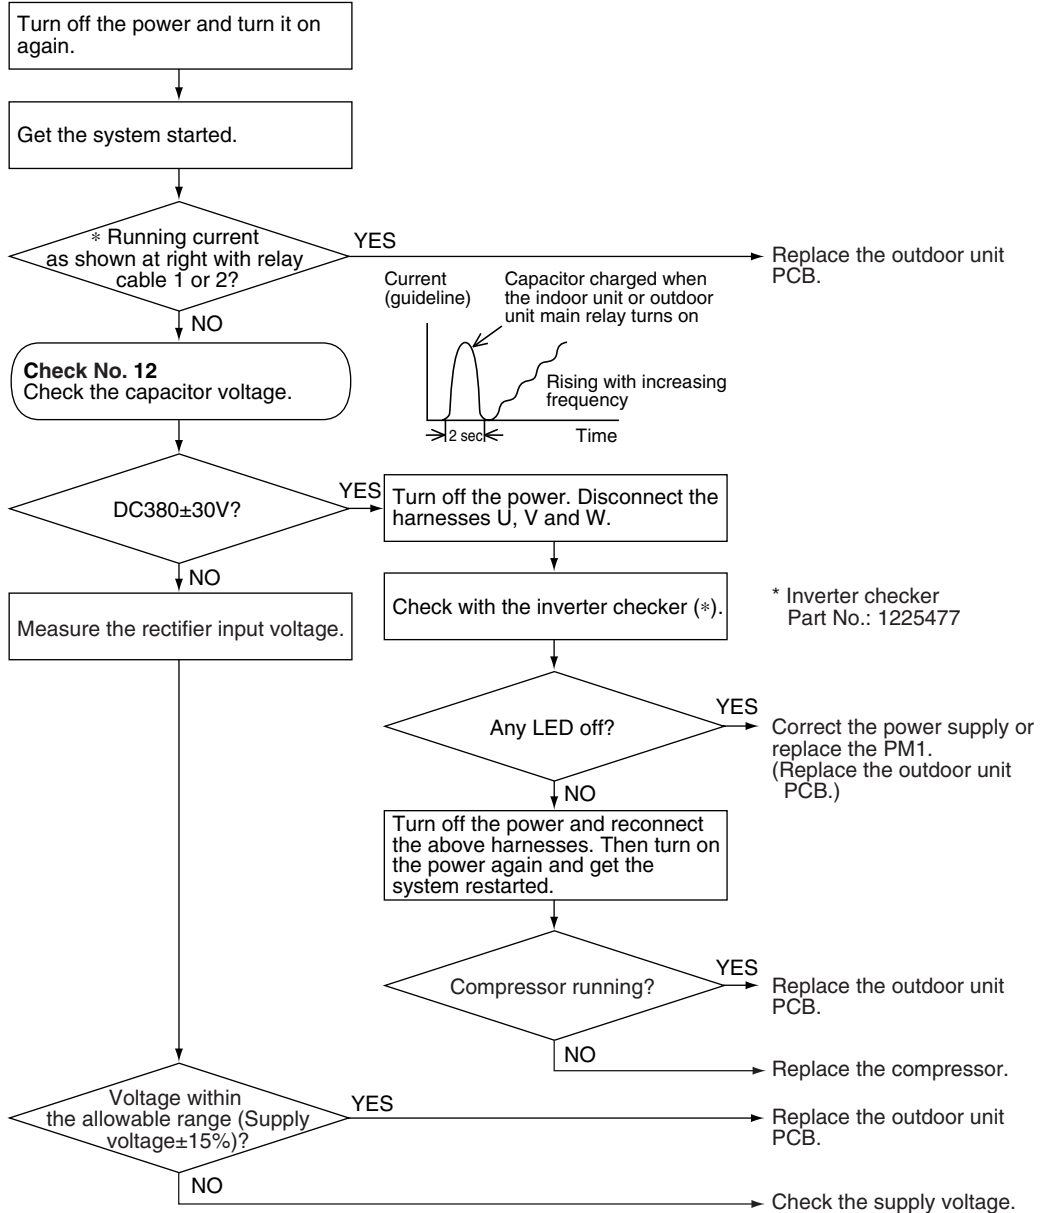 Turn off the power and turn it on
again.
Get the system started.
* Running current
as shown at right with relay
cable 1 or 2?
YES
Replace the outdoor unit
PCB.
NO
Current
(guideline)
Capacitor charged when
the indoor unit or outdoor
unit main relay turns on
Rising with increasing
frequency
2 sec
Time
Check No. 12
Check the capacitor voltage.
DC380±30V?
YES
Turn off the power. Disconnect the
harnesses U, V and W.
NO
Measure the rectifier input voltage.
Check with the inverter checker (*).
* Inverter checker
Part No.: 1225477
Any LED off?
YES
Correct the power supply or
replace the PM1.
(Replace the outdoor unit
PCB.)
NO
Turn off the power and reconnect
the above harnesses. Then turn on
the power again and get the
system restarted.
Compressor running?
YES
Replace the outdoor unit
PCB.
NO
Replace the compressor.
Voltage within
the allowable range (Supply
voltage±15%)?
YES
Replace the outdoor unit
PCB.
NO
Check the supply voltage.